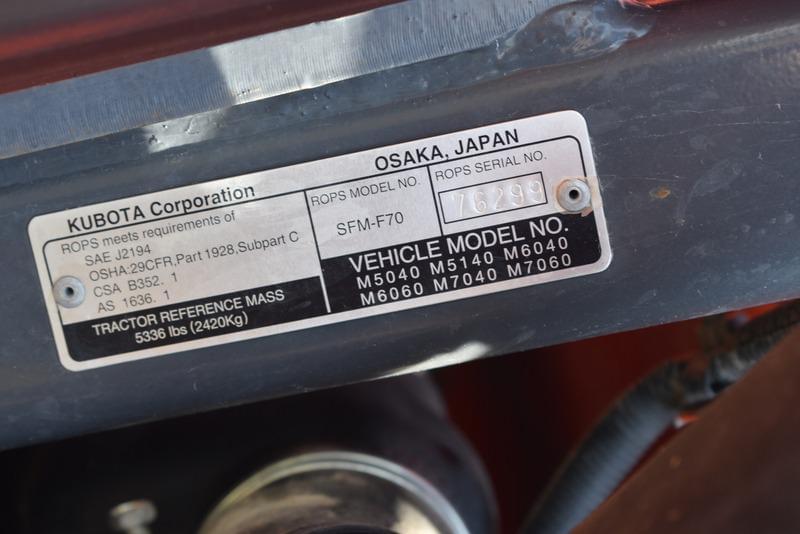 KUBOTA Corporation
OSAKA, JAPAN
ROPS meets requirements of
SAE J2194
OSHA:29CFR,Part 1928,Subpart C
CSA B352. 1
AS 1636. 1
TRACTOR REFERENCE MASS
5336 lbs (2420Kg)
ROPS MODEL NO.
SFM-F70
ROPS SERIAL NO.
76299
VEHICLE MODEL NO.
M5040 M5140 M6040
M6060 M7040 M7060